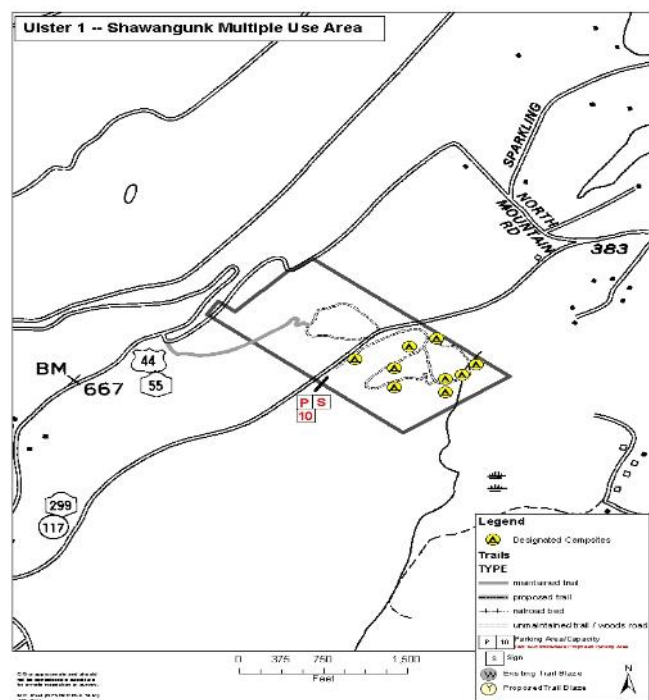 Ulster 1 -- Shawangunk Multiple Use Area
0
SPARKLING
NORTH
MOUNTAIN
RD
383
44
55
BM
667
P S
10
299
117
Legend
Designated Campsites
Trails
TYPE
maintained trail
proposed trail
railroad bed
unmaintained trail / woods road
P 10 Parking Area/Capacity
S Sign
W Existing Trail Blaze
Y Proposed Trail Blaze
0 375 750 1,500
Feet
N